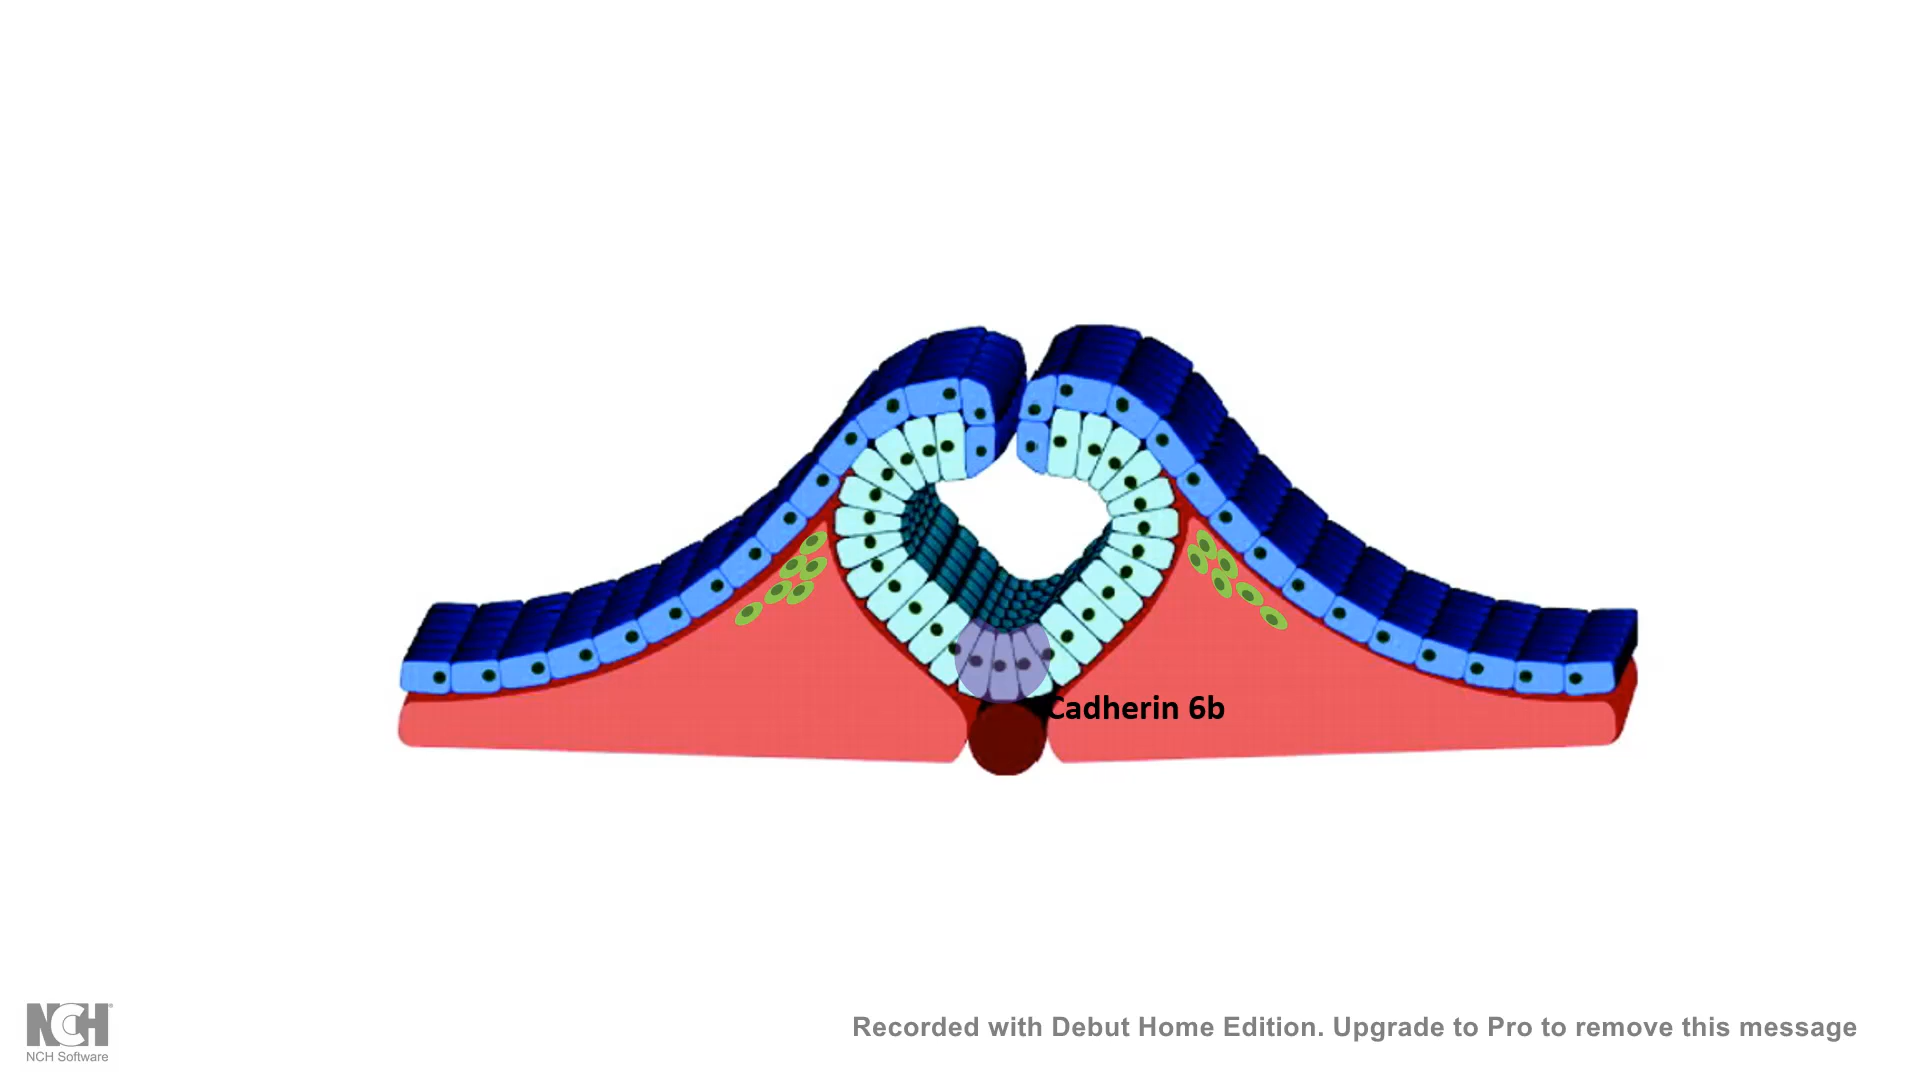 Cadherin 6b
NCH
NCH Software
Recorded with Debut Home Edition. Upgrade to Pro to remove this message